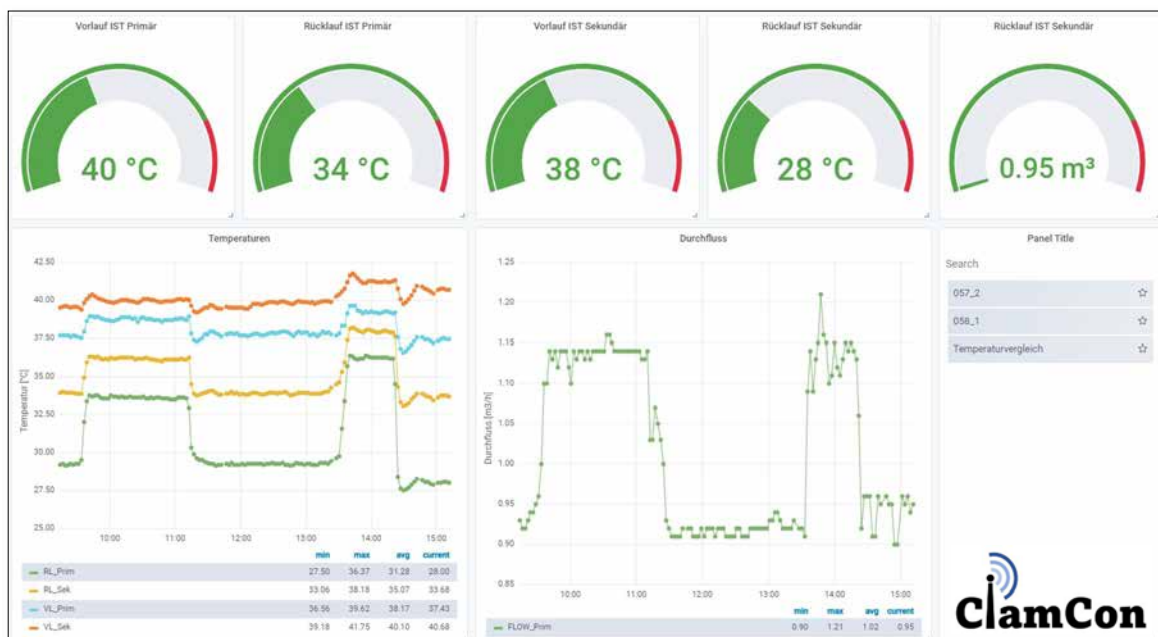 Vorlauf IST Primär
Rücklauf IST Primär
Vorlauf IST Sekundär
Rücklauf IST Sekundär
Rücklauf IST Sekundär
40 °C
34 °C
38 °C
28 °C
0.95 m³
Temperaturen
Temperatur [°C]
42.50
40.00
37.50
35.00
32.50
30.00
27.50
25.00
10:00 11:00 12:00 13:00 14:00 15:00
min max avg current
RL_Prim 27.50 36.37 31.28 28.00
RL_Sek 33.06 38.18 35.07 33.68
VL_Prim 36.56 39.62 38.17 37.43
VL_Sek 39.18 41.75 40.10 40.68
Durchfluss
Durchfluss [m3/h]
1.25
1.20
1.15
1.10
1.05
1.00
0.95
0.90
0.85
10:00 11:00 12:00 13:00 14:00 15:00
min max avg current
FLOW_Prim 0.90 1.21 1.02 0.95
Panel Title
Search
057_2
058_1
Temperaturvergleich
ClamCon